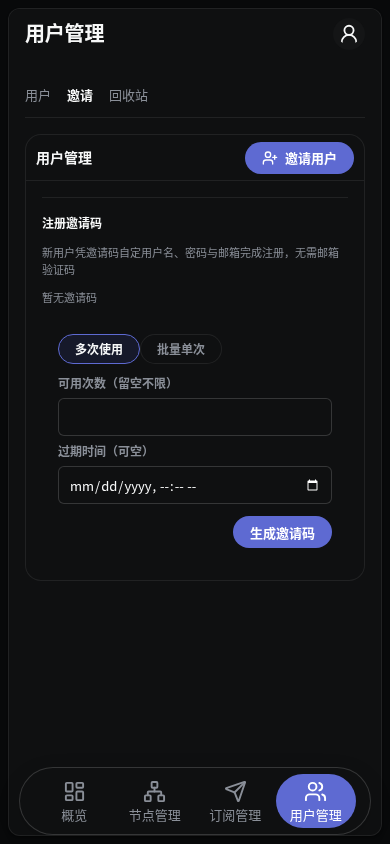 用户管理
用户 邀请 回收站
用户管理 邀请用户
注册邀请码
新用户凭邀请码自定用户名、密码与邮箱完成注册，无需邮箱
验证码
暂无邀请码
多次使用 批量单次
可用次数（留空不限）
过期时间（可空）
mm/dd/yyyy, --:-- --
生成邀请码
概览 节点管理 订阅管理 用户管理